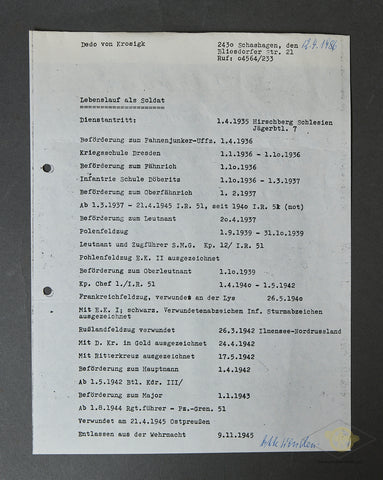 Dedo von Krosigk
2430 Schashagen, den 12.9.1986
Bliesdorfer Str. 21
Ruf: 04564/233
Lebenslauf als Soldat
Dienstantritt: 1.4.1935 Hirschberg Schlesien
Jägerbtl. 7
Beförderung zum Fahnenjunker-Uffs. 1.4.1936
Kriegsschule Dresden 1.1.1936 - 1.10.1936
Beförderung zum Fähnrich 1.10.1936
Infantrie Schule Döberitz 1.10.1936 - 1.3.1937
Beförderung zum Oberfähnrich 1. 2.1937
Ab 1.3.1937 - 21.4.1945 I.R. 51, seit 1940 I.R. 51 (mot)
Beförderung zum Leutnant 20.4.1937
Polenfeldzug 1.9.1939 - 31.10.1939
Leutnant und Zugführer S.M.G. Kp. 12/ I.R. 51
Pohlenfeldzug E.K. II ausgezeichnet
Beförderung zum Oberleutnant 1.10.1939
Kp. Chef 1./I.R. 51 1.4.1940 - 1.5.1942
Frankreichfeldzug, verwundet an der Lys 26.5.1940
Mit E.K. I; schwarz. Verwundetenabzeichen Inf. Sturmabzeichen
ausgezeichnet
Rußlandfeldzug verwundet 26.3.1942 Ilmensee-Nordrussland
Mit D. Kr. in Gold ausgezeichnet 24.4.1942
Mit Ritterkreuz ausgezeichnet 17.5.1942
Beförderung zum Hauptmann 1.4.1942
Ab 1.5.1942 Btl. Kdr. III/
Beförderung zum Major 1.1.1943
Ab 1.8.1944 Rgt.führer - Pz.-Gren. 51
Verwundet am 21.4.1945 Ostpreußen
Entlassen aus der Wehrmacht 9.11.1945